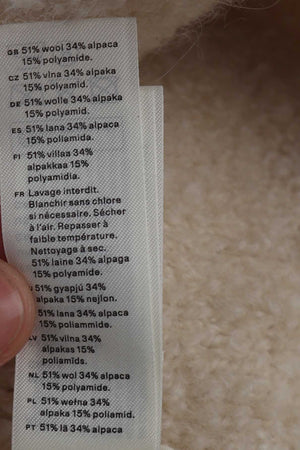 GB 51% wool 34% alpaca
15% polyamide.
CZ 51% vlna 34% alpaka
15% polyamid.
DE 51% wolle 34% alpaka
15% polyamid.
ES 51% lana 34% alpaca
15% poliamida.
FI 51% villaa 34%
alpakkaa 15%
polyamidia.
FR Lavage interdit.
Blanchir sans chlore
si nécessaire. Sécher
à l'air. Repasser à
faible température.
Nettoyage à sec.
51% laine 34% alpaga
15% polyamide.
51% gyapjú 34%
alpaka 15% nejlon.
51% lana 34% alpaca
15% poliammide.
LV 51% vilna 34%
alpakas 15%
poliamīds.
NL 51% wol 34% alpaca
15% polyamide.
PL 51% wełna 34%
alpaka 15% poliamid.
PT 51% lã 34% alpaca